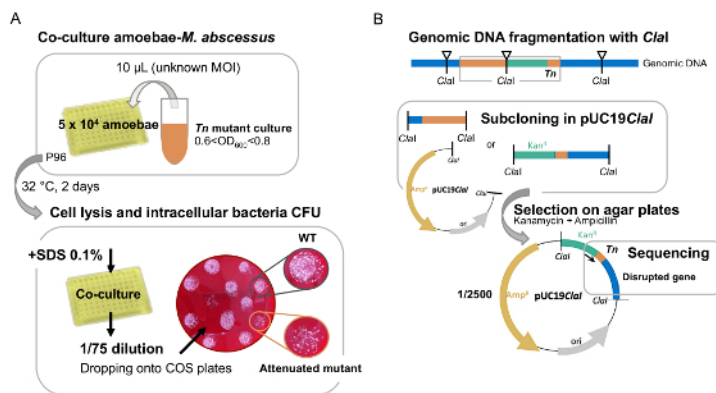 A
Co-culture amoebae-M. abscessus
10 µL (unknown MOI)
5 x 10⁴ amoebae
Tn mutant culture
0.6<OD₆₀₀<0.8
P96
32 °C, 2 days
Cell lysis and intracellular bacteria CFU
+SDS 0.1%
WT
Co-culture
1/75 dilution
Dropping onto COS plates
Attenuated mutant
B
Genomic DNA fragmentation with ClaI
Genomic DNA
Tn
ClaI
ClaI
ClaI
Subcloning in pUC19ClaI
ClaI
ClaI
or
Kanᴿ
ClaI
ClaI
ClaI
Ampᴿ
pUC19ClaI
ClaI
ori
Selection on agar plates
Kanamycin + Ampicillin
Kanᴿ
ClaI
Tn
Sequencing
Disrupted gene
ClaI
1/2500
Ampᴿ
pUC19ClaI
ori